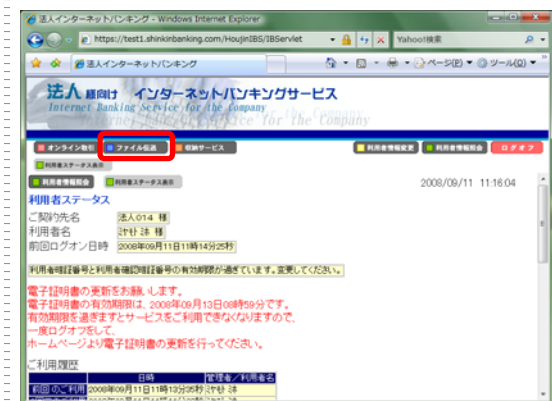 法人インターネットバンキング - Windows Internet Explorer
https://test1.shinkinbanking.com/HoujinIBS/IBServlet
Yahoo!検索
法人インターネットバンキング
ページ(P)
ツール(O)
法人 様向け インターネットバンキングサービス
Internet Banking Service for the Company
オンライン取引 ファイル伝送 収納サービス 利用者情報変更 利用者情報照会 ログオフ
利用者ステータス表示
利用者情報照会 利用者ステータス表示
2008/09/11 11:16:04
利用者ステータス
ご契約先名 法人014 様
利用者名
前回ログオン日時 2008年09月11日11時14分25秒
利用者暗証番号と利用者確認暗証番号の有効期限が過ぎています。変更してください。
電子証明書の更新をお願いします。
電子証明書の有効期限は、2008年09月13日08時59分です。
有効期限を過ぎますとサービスをご利用できなくなりますので、
一度ログオフをして、
ホームページより電子証明書の更新を行ってください。
ご利用履歴
日時 管理者/利用者名
前回のご利用 2008年09月11日11時13分35秒